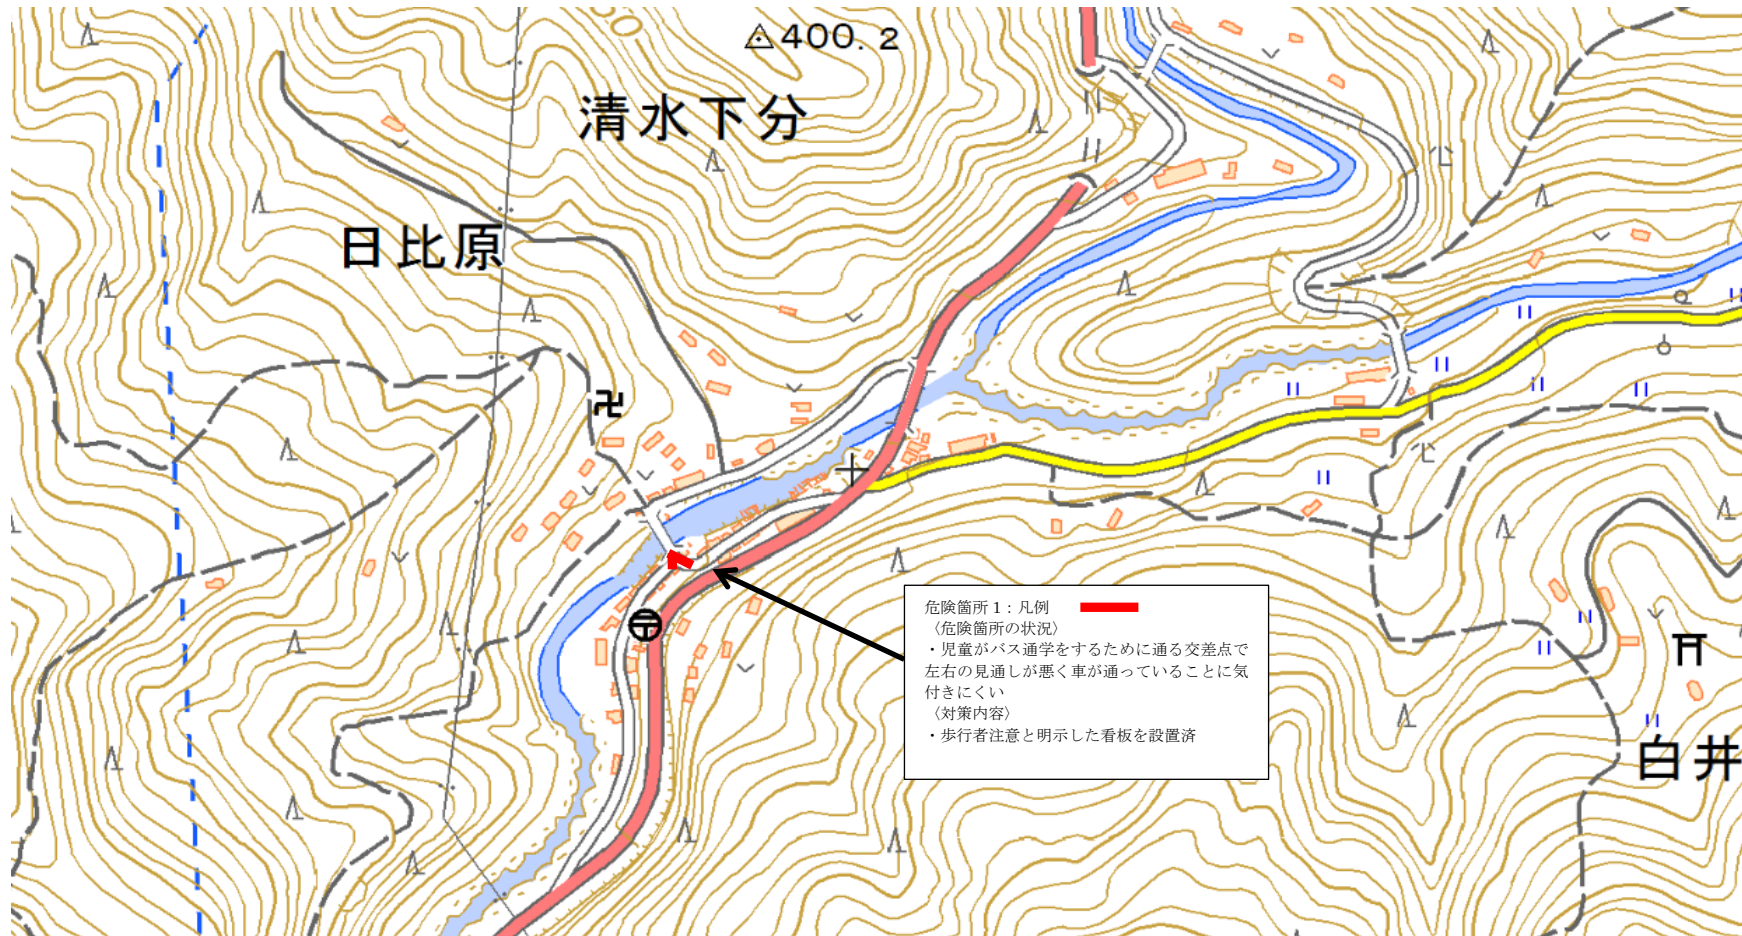 400.2
清水下分
日比原
危険箇所1：凡例
〈危険箇所の状況〉
・児童がバス通学をするために通る交差点で
左右の見通しが悪く車が通っていることに気
付きにくい
〈対策内容〉
・歩行者注意と明示した看板を設置済
白井